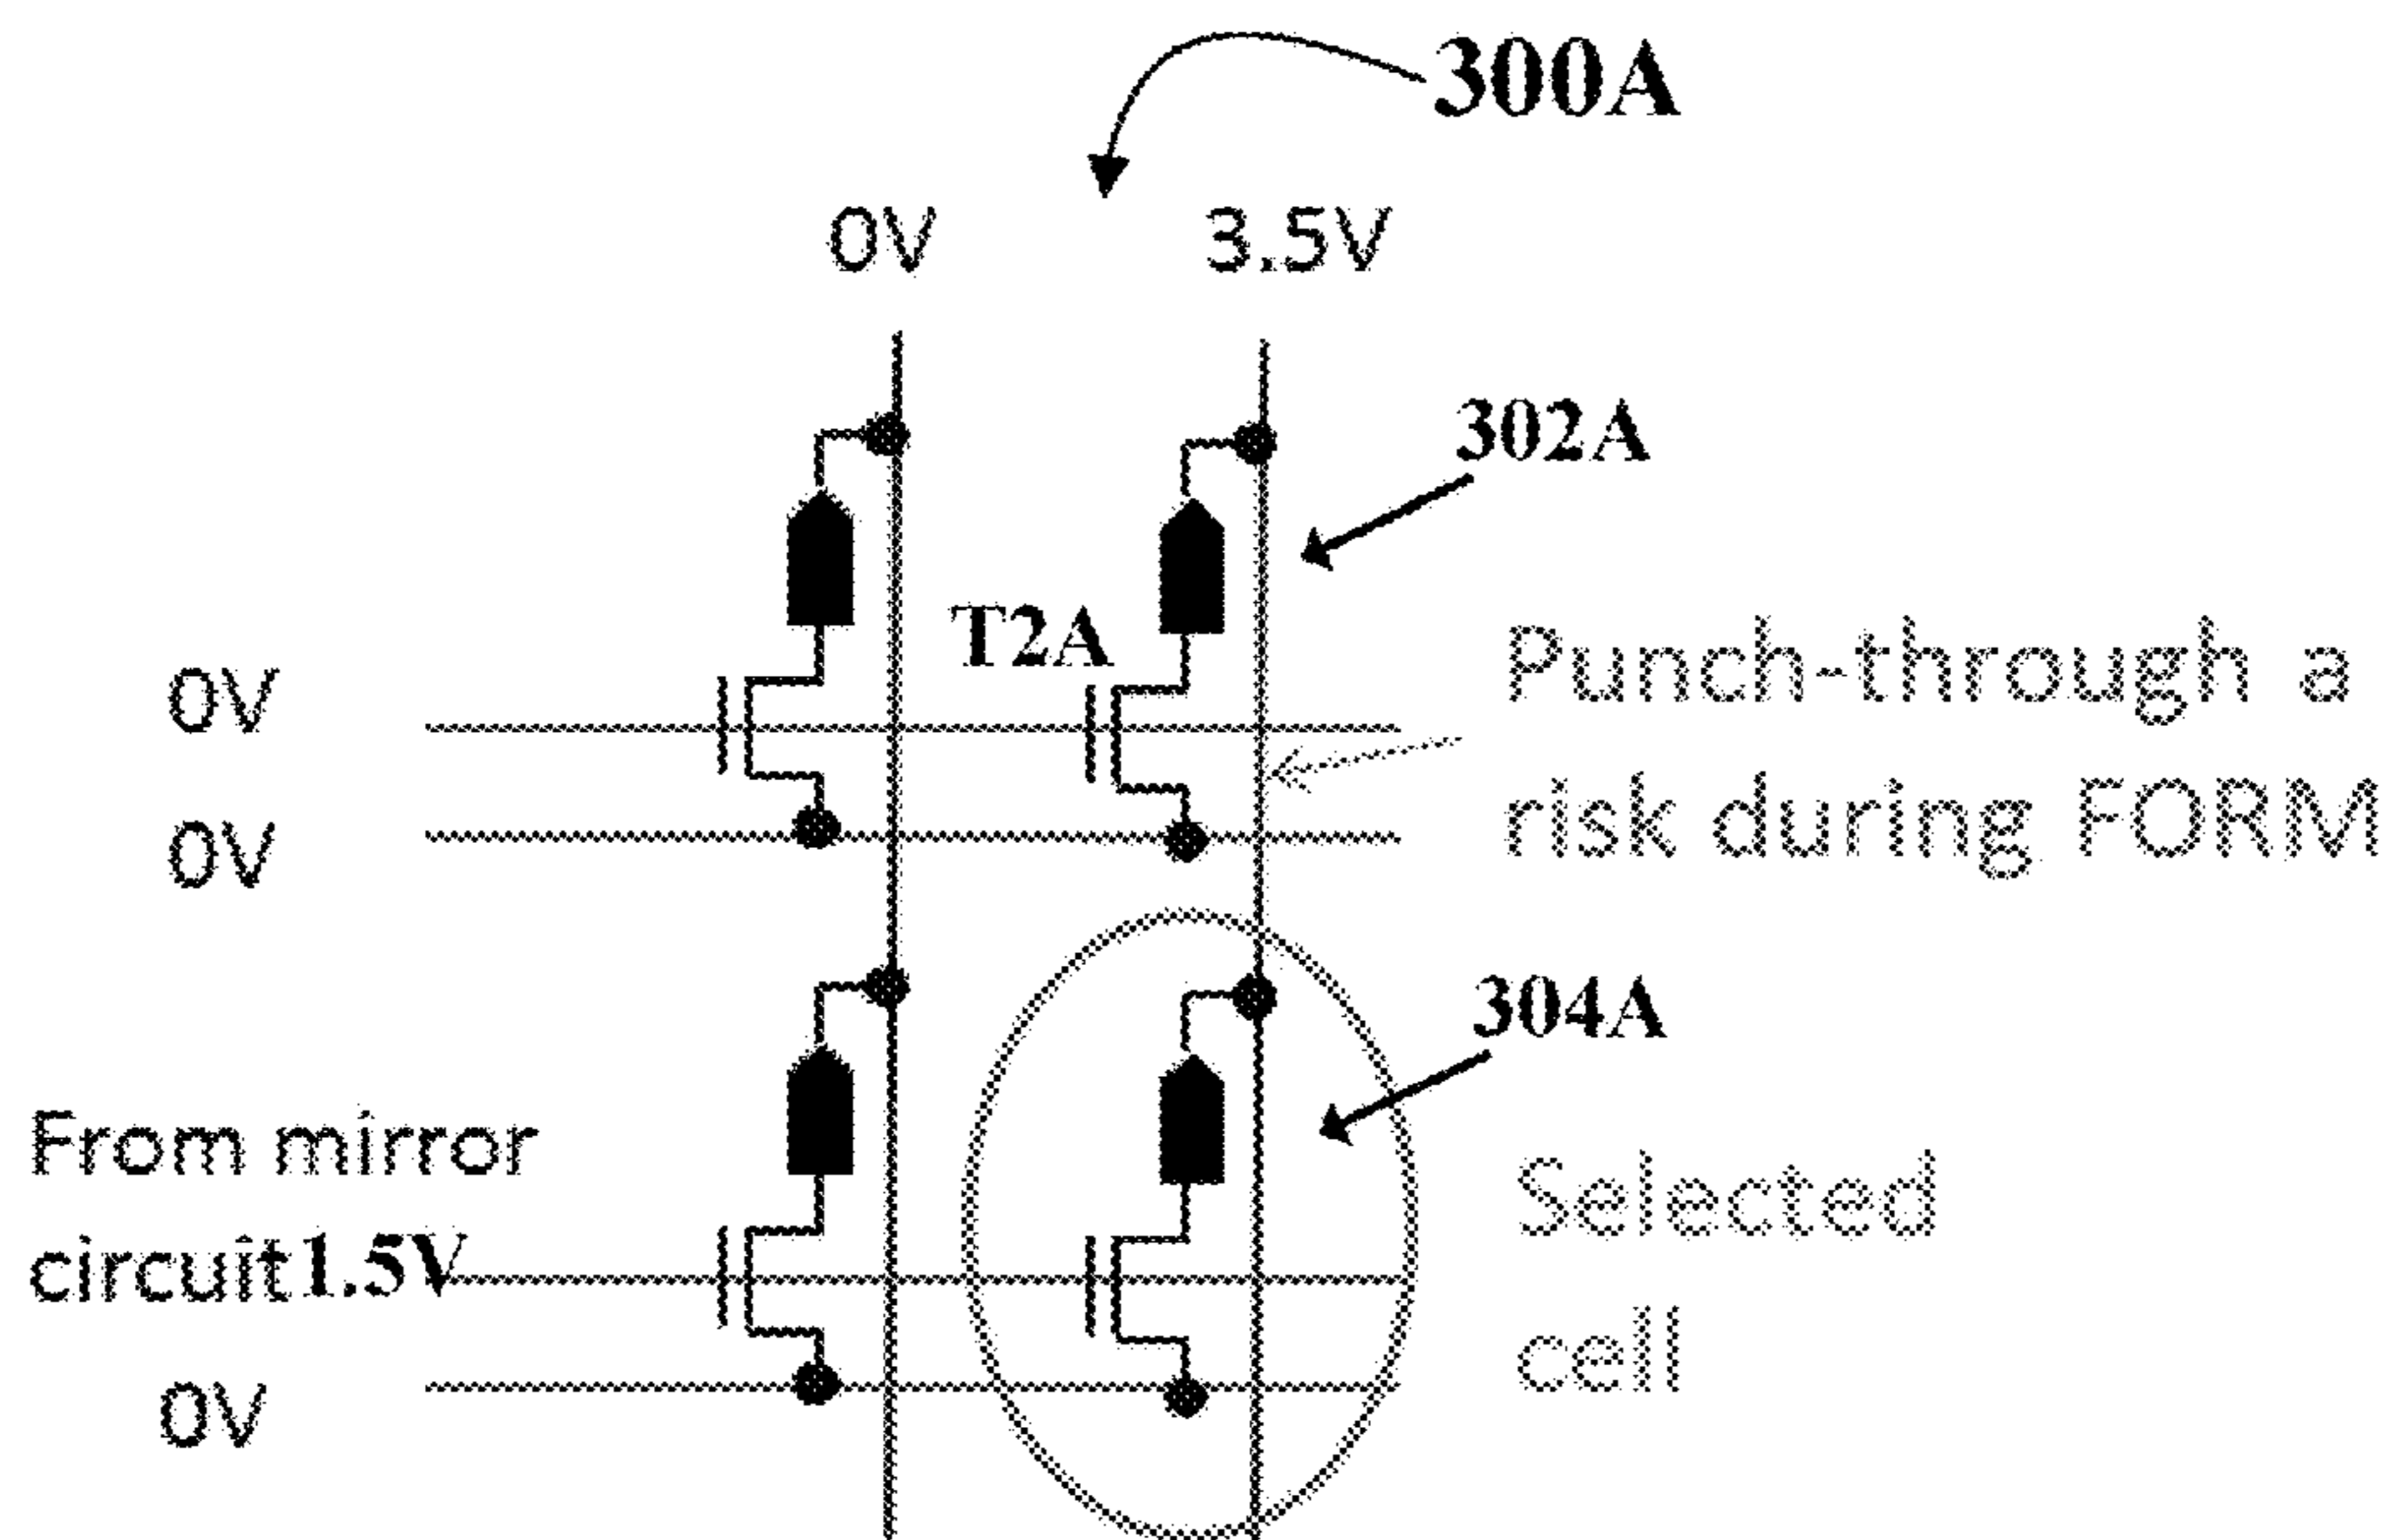 300A
0V 3.5V
302A
T2A
Punch-through a
risk during FORM
0V
0V
304A
From mirror
circuit1.5V
Selected
cell
0V